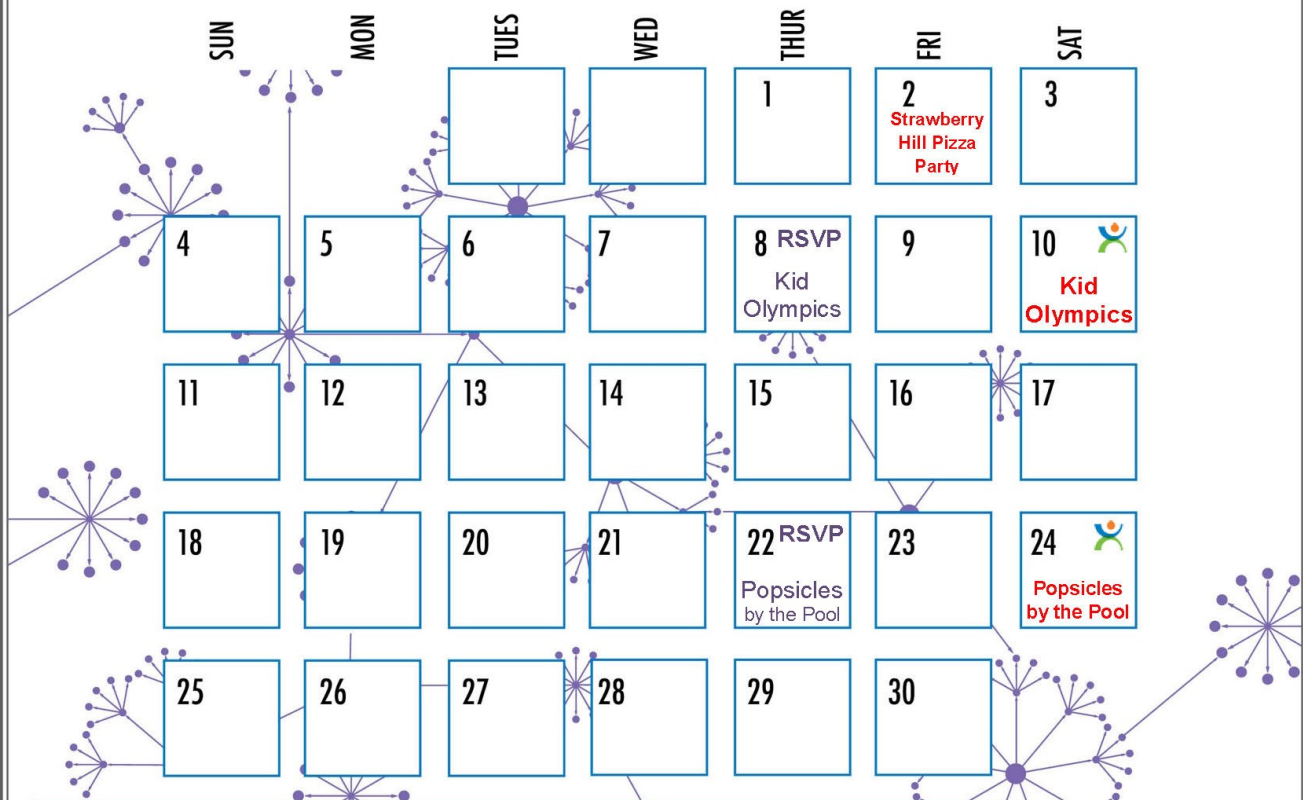 SUN MON TUES WED THUR FRI SAT
1 2 3
Strawberry
Hill Pizza
Party
4 5 6 7 8 RSVP 9 10
Kid
Olympics
Kid
Olympics
11 12 13 14 15 16 17
18 19 20 21 22 RSVP 23 24
Popsicles
by the Pool
Popsicles
by the Pool
25 26 27 28 29 30